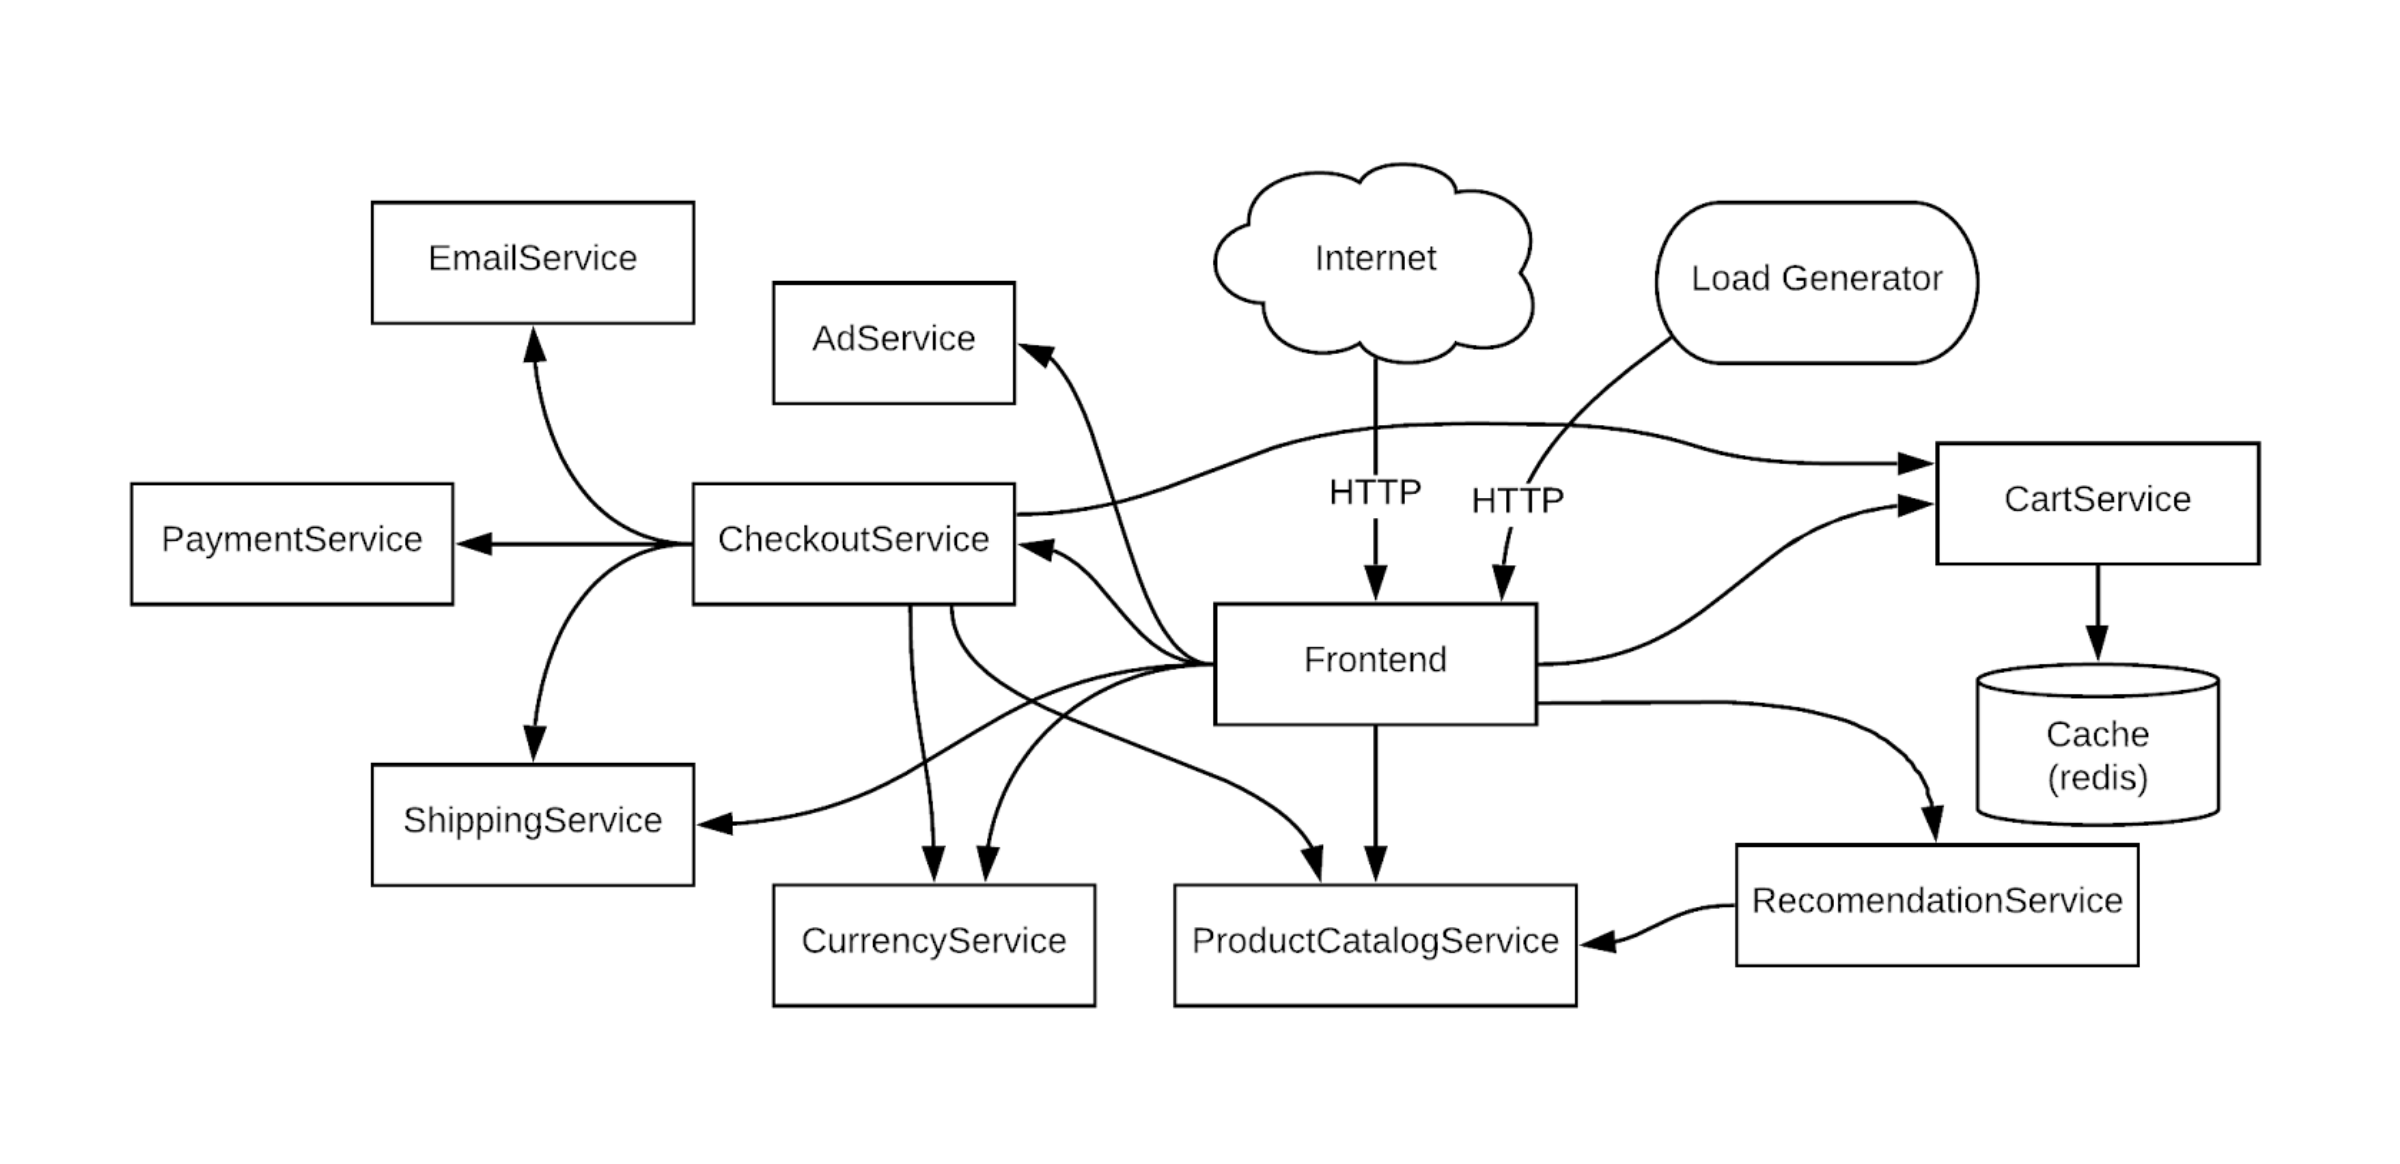 EmailService
Internet
Load Generator
AdService
HTTP
HTTP
CartService
PaymentService
CheckoutService
Frontend
Cache
(redis)
ShippingService
RecomendationService
CurrencyService
ProductCatalogService